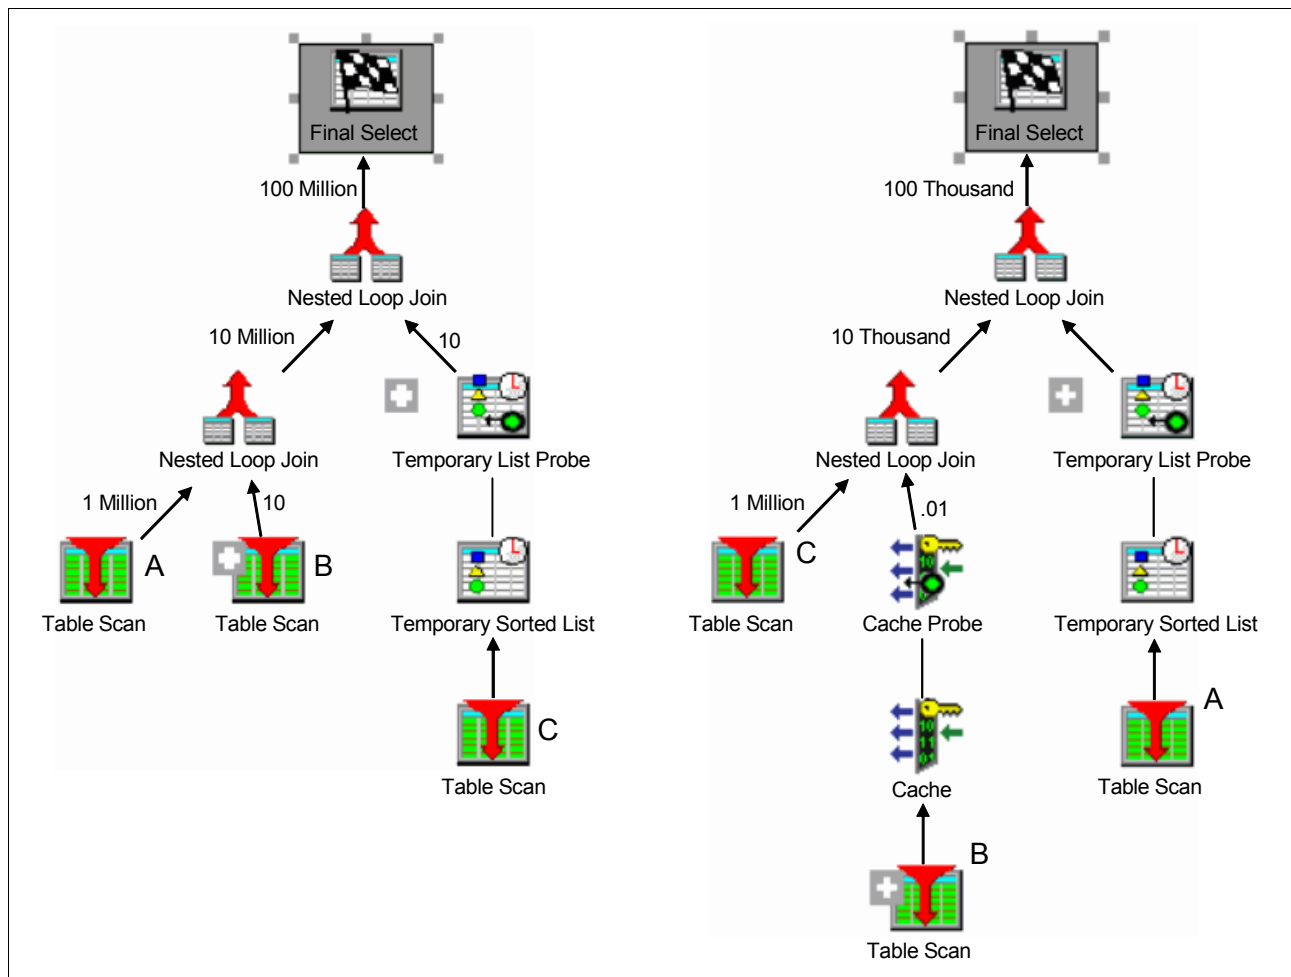 Final Select
100 Million
Nested Loop Join
10 Million
10
Nested Loop Join
Temporary List Probe
1 Million
10
A
B
Table Scan
Table Scan
Temporary Sorted List
C
Table Scan
Final Select
100 Thousand
Nested Loop Join
10 Thousand
Nested Loop Join
Temporary List Probe
1 Million
.01
C
Table Scan
Cache Probe
Temporary Sorted List
A
Cache
Table Scan
B
Table Scan